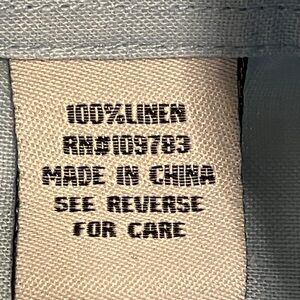 100%LINEN
RN#109783
MADE IN CHINA
SEE REVERSE
FOR CARE